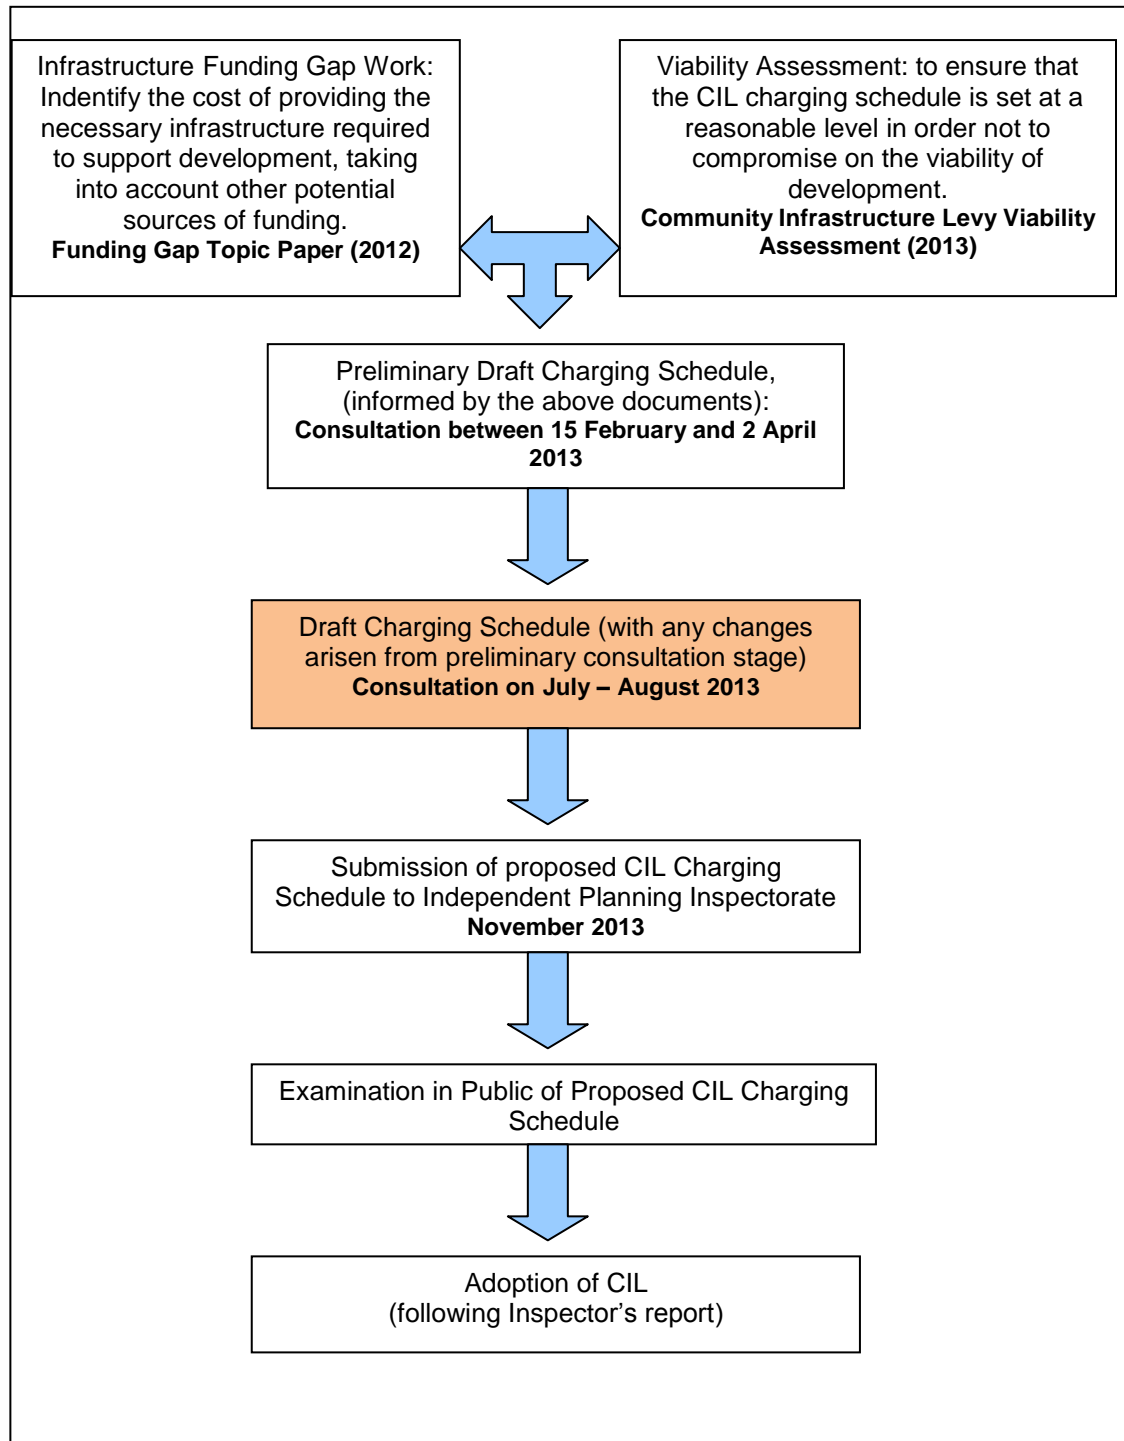 Infrastructure Funding Gap Work:
Indentify the cost of providing the
necessary infrastructure required
to support development, taking
into account other potential
sources of funding.
Funding Gap Topic Paper (2012)
Viability Assessment: to ensure that
the CIL charging schedule is set at a
reasonable level in order not to
compromise on the viability of
development.
Community Infrastructure Levy Viability
Assessment (2013)
Preliminary Draft Charging Schedule,
(informed by the above documents):
Consultation between 15 February and 2 April
2013
Draft Charging Schedule (with any changes
arisen from preliminary consultation stage)
Consultation on July – August 2013
Submission of proposed CIL Charging
Schedule to Independent Planning Inspectorate
November 2013
Examination in Public of Proposed CIL Charging
Schedule
Adoption of CIL
(following Inspector’s report)